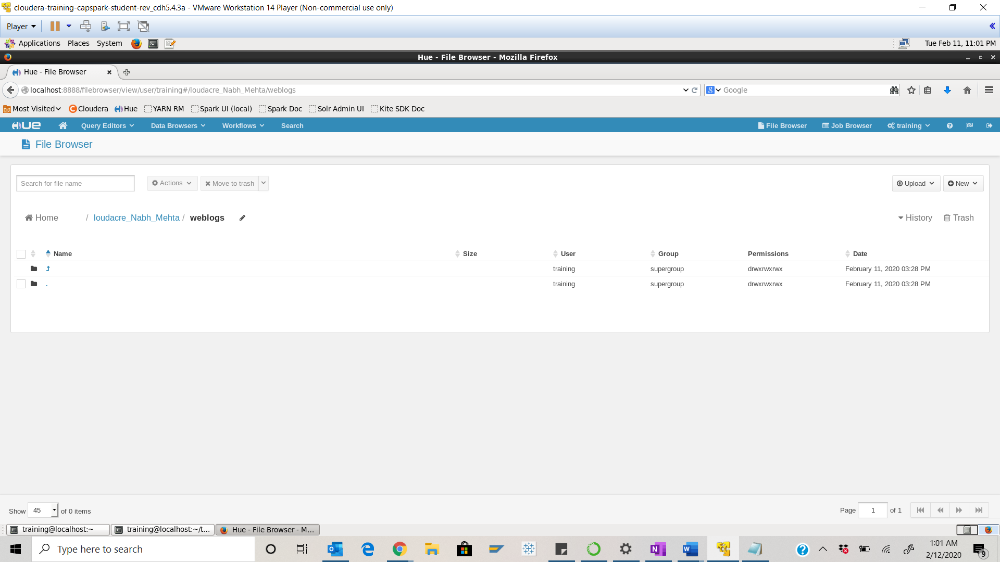 cloudera-training-capspark-student-rev_cdh5.4.3a - VMware Workstation 14 Player (Non-commercial use only)
Player
Applications Places System Tue Feb 11, 11:01 PM
Hue - File Browser - Mozilla Firefox
Hue - File Browser
localhost:8888/filebrowser/view/user/training#/loudacre_Nabh_Mehta/weblogs Google
Most Visited Cloudera Hue YARN RM Spark UI (local) Spark Doc Solr Admin UI Kite SDK Doc
HUE Query Editors Data Browsers Workflows Search File Browser Job Browser training
File Browser
Search for file name Actions Move to trash Upload New
Home / loudacre_Nabh_Mehta / weblogs History Trash
Name Size User Group Permissions Date
training supergroup drwxrwxrwx February 11, 2020 03:28 PM
. training supergroup drwxrwxrwx February 11, 2020 03:28 PM
Show 45 of 0 items Page 1 of 1
training@localhost:~ training@localhost:~/t... Hue - File Browser - M...
Type here to search 1:01 AM
2/12/2020 9